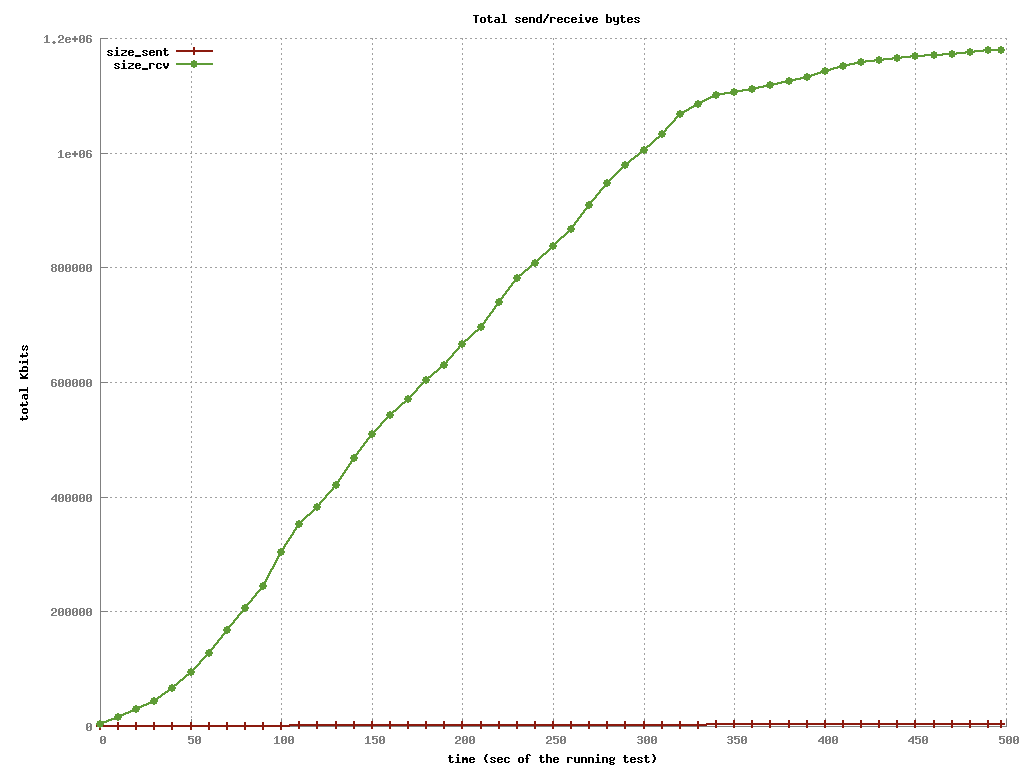 Total send/receive bytes
size_sent
size_rcv
1.2e+06
1e+06
800000
600000
400000
200000
0
total Kbits
0 50 100 150 200 250 300 350 400 450 500
time (sec of the running test)